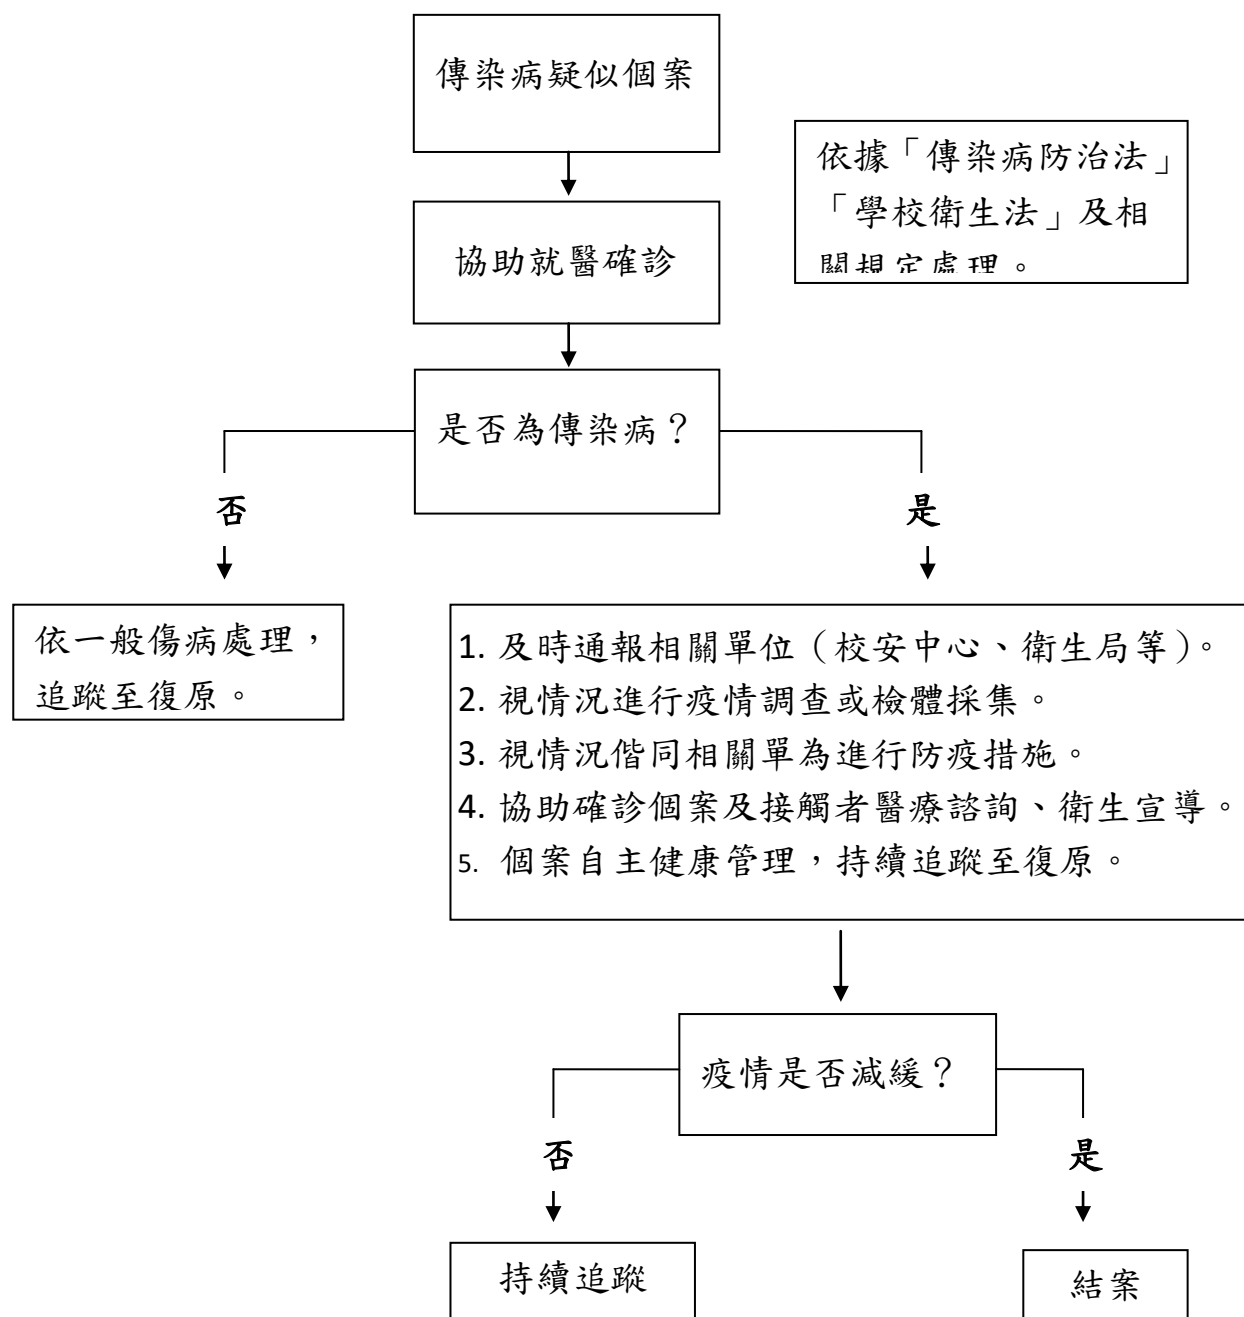 傳染病疑似個案
依據「傳染病防治法」
「學校衛生法」及相
關規定處理。
協助就醫確診
是否為傳染病？
否
是
依一般傷病處理，
追蹤至復原。
1. 及時通報相關單位（校安中心、衛生局等）。
2. 視情況進行疫情調查或檢體採集。
3. 視情況偕同相關單為進行防疫措施。
4. 協助確診個案及接觸者醫療諮詢、衛生宣導。
5. 個案自主健康管理，持續追蹤至復原。
疫情是否減緩？
否
是
持續追蹤
結案